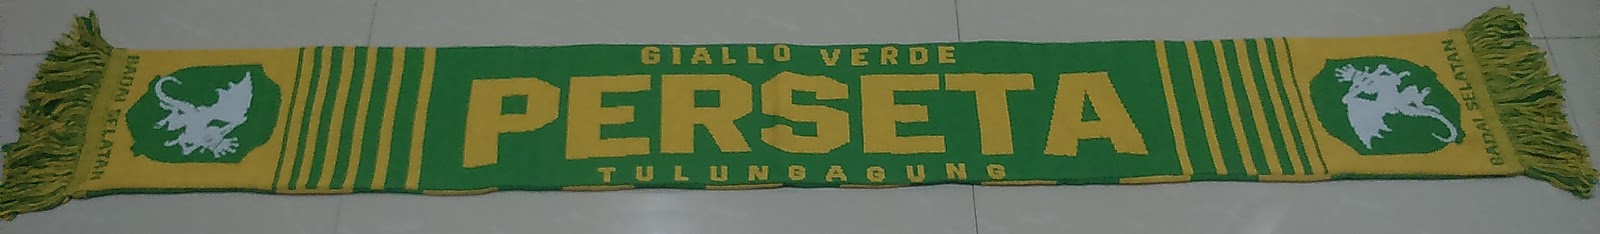 BADAI SELATAN
GIALLO VERDE
PERSETA
TULUNGAGUNG
BADAI SELATAN